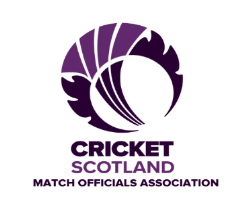 CRICKET
SCOTLAND
MATCH OFFICIALS ASSOCIATION